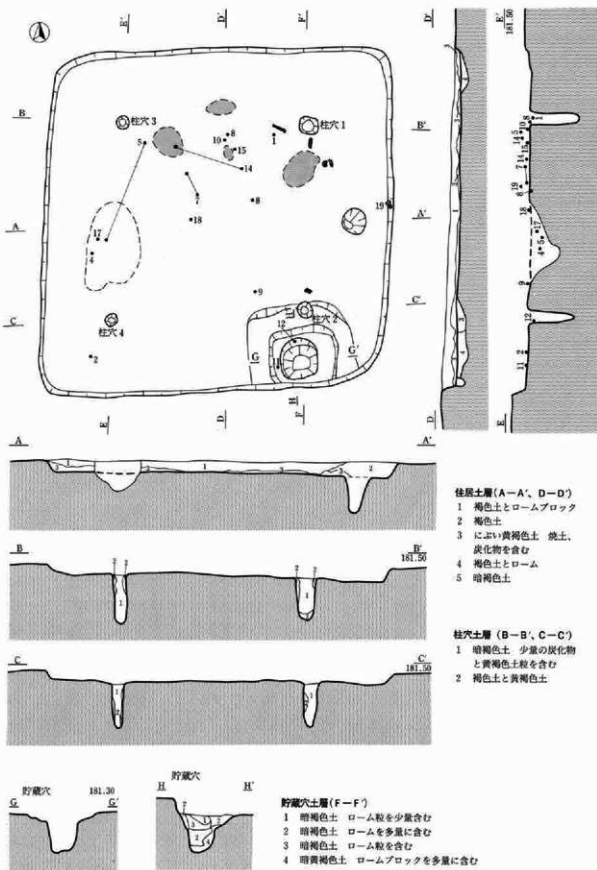 E'
D'
F'
D'
E'
181.50
B
B'
B'
柱穴 3
柱穴 1
5
8
10
15
1
14
7
8
18
19
A
A'
A'
17
4
9
C
C'
C'
柱穴 4
柱穴 2
12
11
G
G'
2
E
D
H
F
D
E
A
A'
B
B'
181.50
C
C'
181.50
住居土層(A－A'、D－D')
1 褐色土とロームブロック
2 褐色土
3 にぶい黄褐色土 焼土、
炭化物を含む
4 褐色土とローム
5 暗褐色土
柱穴土層(B－B'、C－C')
1 暗褐色土 少量の炭化物
と黄褐色土粒を含む
2 褐色土と黄褐色土
貯蔵穴
181.30
G
G'
貯蔵穴
H
H'
貯蔵穴土層(F－F')
1 暗褐色土 ローム粒を少量含む
2 暗褐色土 ロームを多量に含む
3 暗褐色土 ローム粒を含む
4 暗黄褐色土 ロームブロックを多量に含む